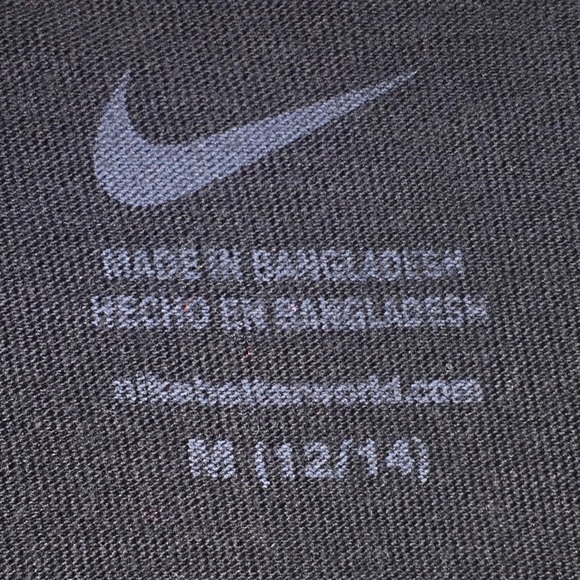 MADE IN BANGLADESH
HECHO EN BANGLADESH
nikebetterworld.com
M (12/14)